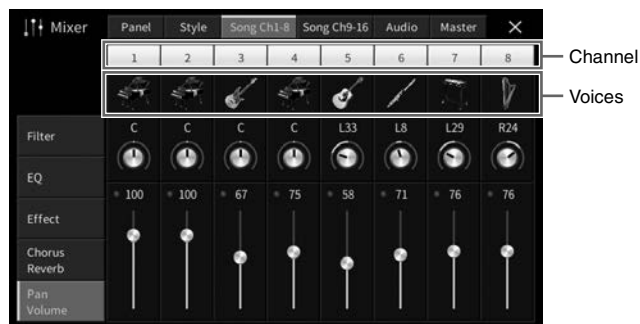 Mixer Panel Style Song Ch1-8 Song Ch9-16 Audio Master ×
1 2 3 4 5 6 7 8 Channel
Voices
Filter C C C C L33 L8 L29 R24
EQ
100 100 67 75 58 71 76 76
Effect
Chorus
Reverb
Pan
Volume